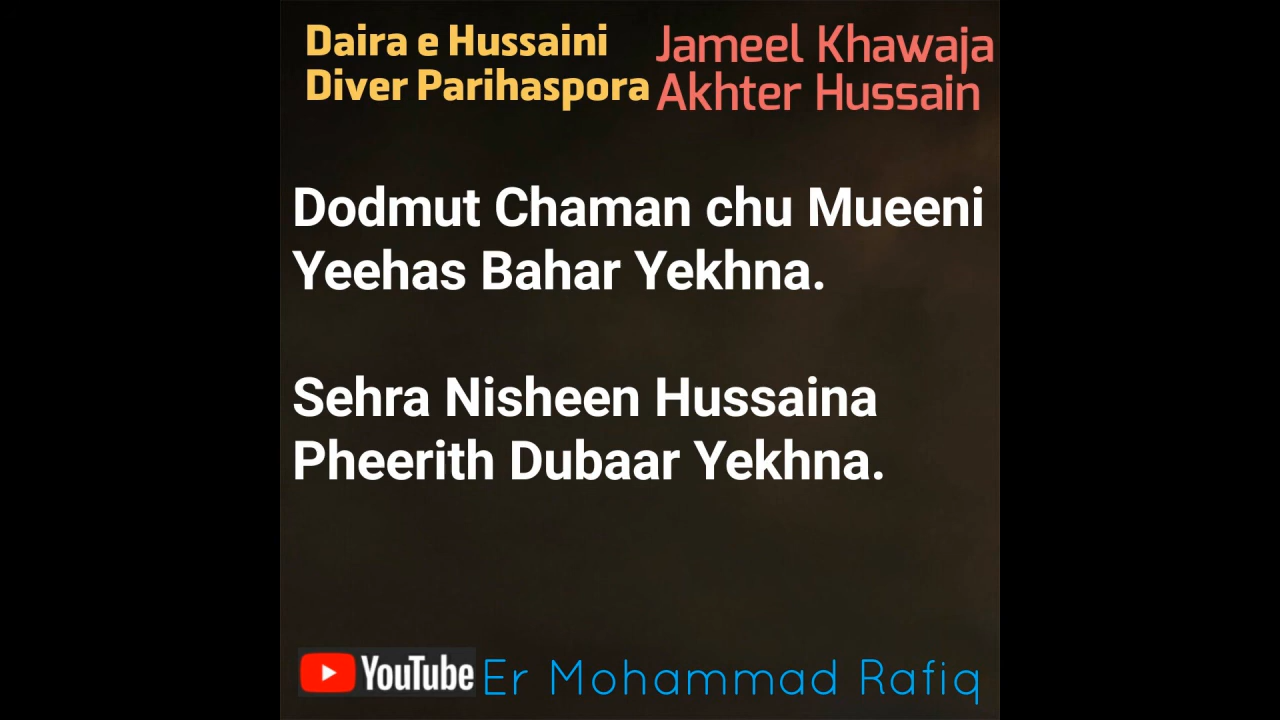 Daira e Hussaini
Diver Parihaspora
Jameel Khawaja
Akhter Hussain
Dodmut Chaman chu Mueeni
Yeehas Bahar Yekhna.
Sehra Nisheen Hussaina
Pheerith Dubaar Yekhna.
YouTube Er Mohammad Rafiq